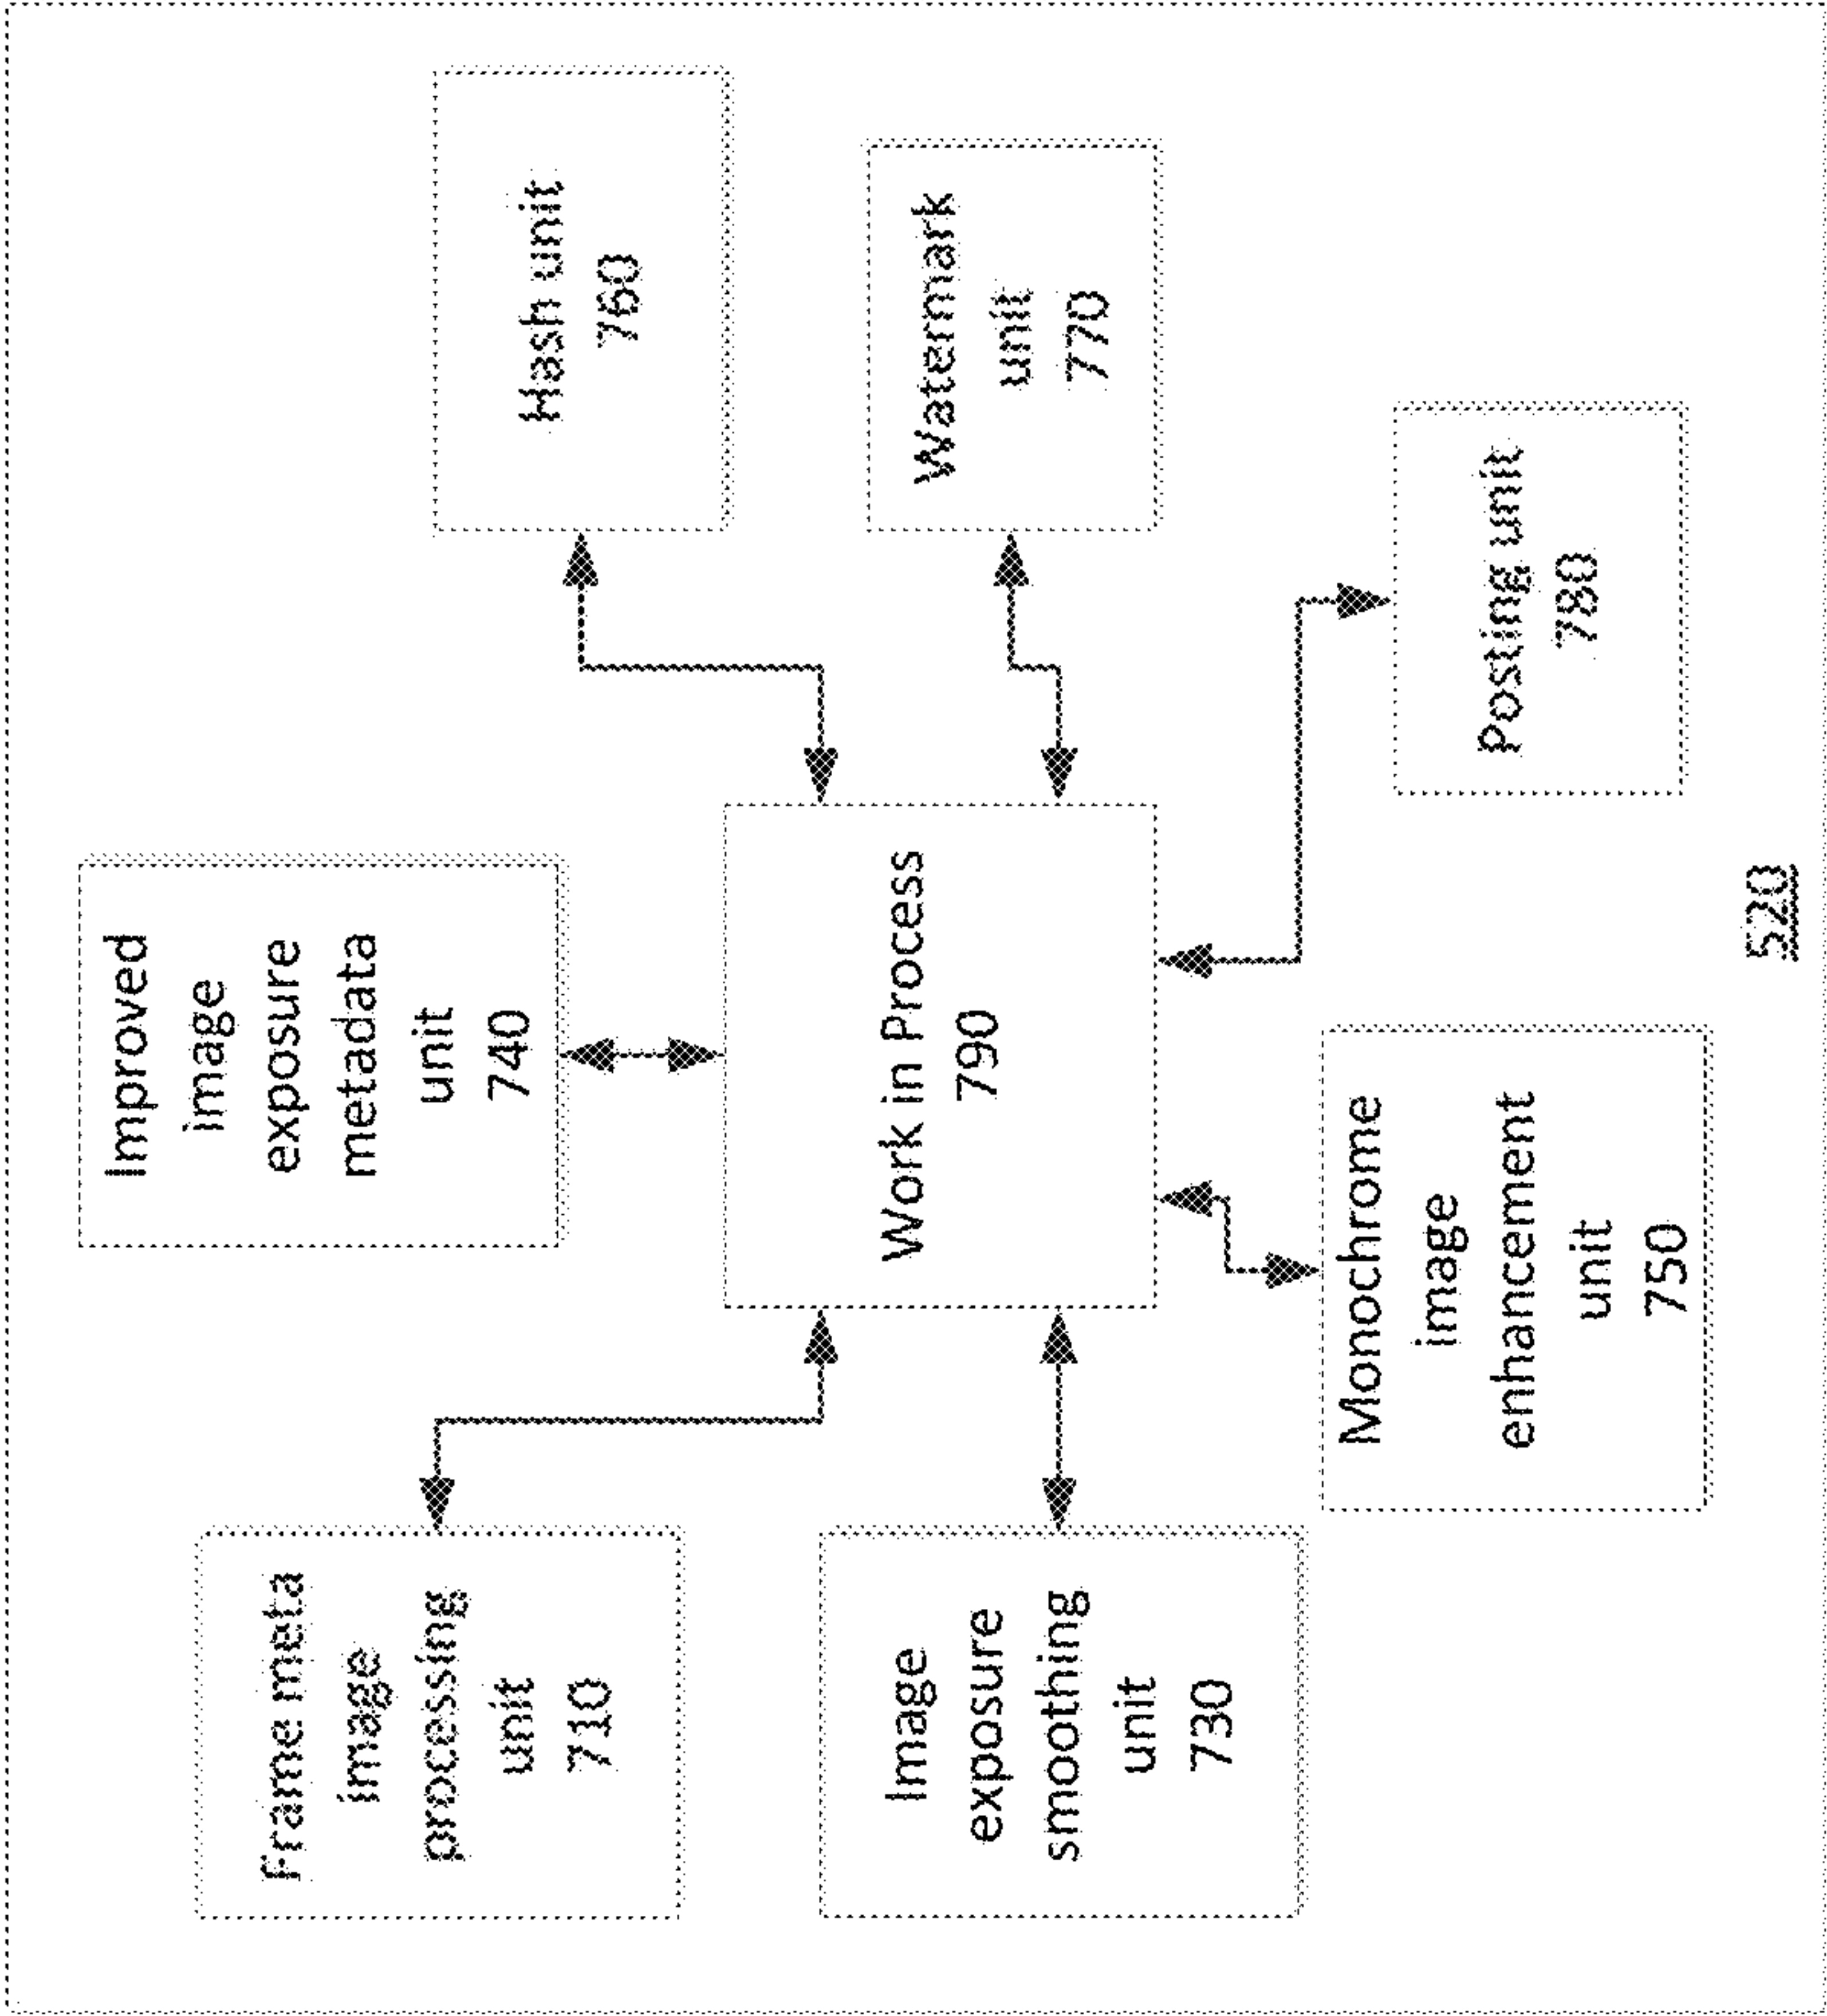 Frame meta
image
processing
unit
710
Improved
image
exposure
metadata
unit
740
Hash unit
760
Work in Process
790
Image
exposure
smoothing
unit
730
Watermark
unit
770
Monochrome
image
enhancement
unit
750
Posting unit
780
520